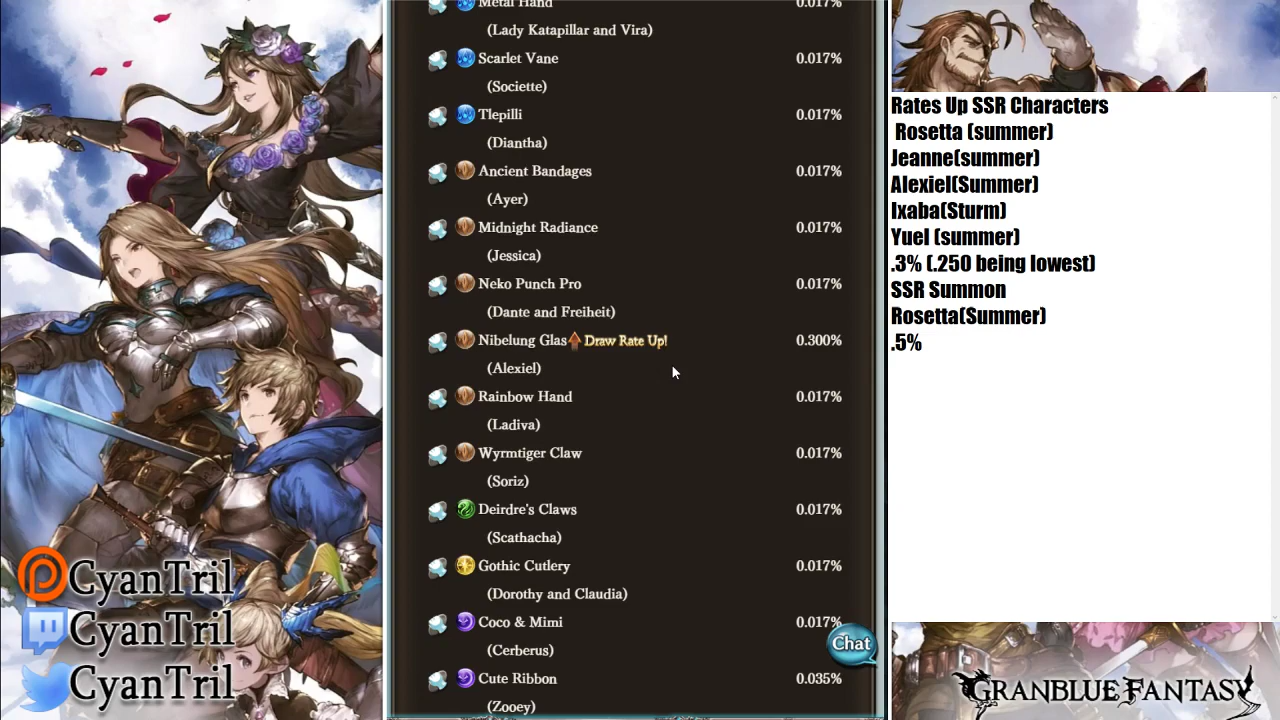 Metal Hand 0.017%
(Lady Katapillar and Vira)
Scarlet Vane 0.017%
(Societte)
Tlepilli 0.017%
(Diantha)
Ancient Bandages 0.017%
(Ayer)
Midnight Radiance 0.017%
(Jessica)
Neko Punch Pro 0.017%
(Dante and Freiheit)
Nibelung Glas Draw Rate Up! 0.300%
(Alexiel)
Rainbow Hand 0.017%
(Ladiva)
Wyrmtiger Claw 0.017%
(Soriz)
Deirdre's Claws 0.017%
(Scathacha)
Gothic Cutlery 0.017%
(Dorothy and Claudia)
Coco & Mimi 0.017%
(Cerberus)
Cute Ribbon 0.035%
(Zooey)
Chat
CyanTril
CyanTril
CyanTril
Rates Up SSR Characters
Rosetta (summer)
Jeanne(summer)
Alexiel(Summer)
Ixaba(Sturm)
Yuel (summer)
.3% (.250 being lowest)
SSR Summon
Rosetta(Summer)
.5%
GRANBLUE FANTASY